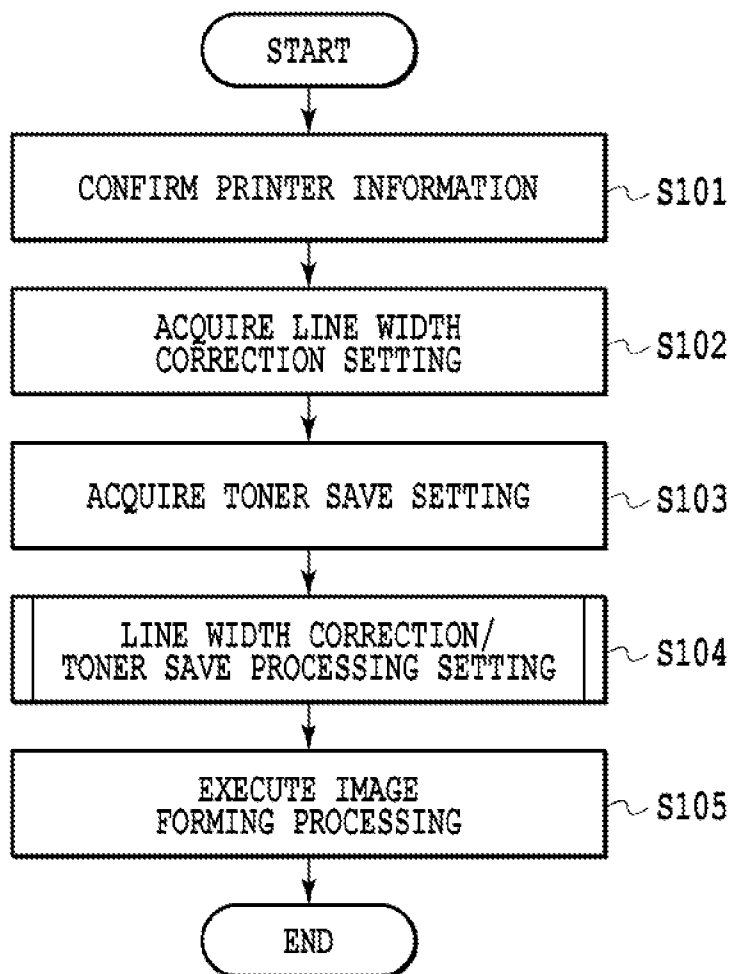 START
CONFIRM PRINTER INFORMATION
S101
ACQUIRE LINE WIDTH
CORRECTION SETTING
S102
ACQUIRE TONER SAVE SETTING
S103
LINE WIDTH CORRECTION/
TONER SAVE PROCESSING SETTING
S104
EXECUTE IMAGE
FORMING PROCESSING
S105
END